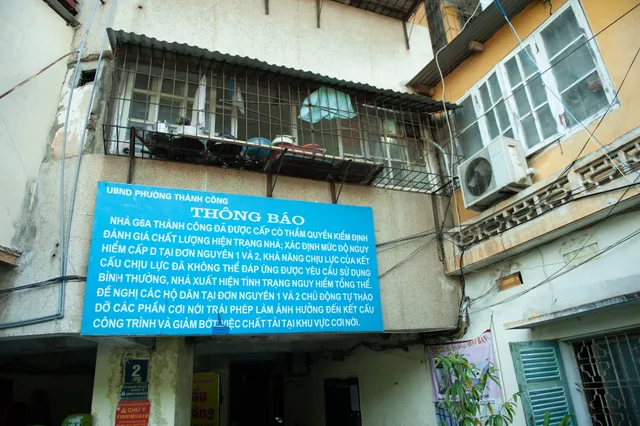 UBND PHƯỜNG THÀNH CÔNG
THÔNG BÁO
NHÀ G6A THÀNH CÔNG ĐÃ ĐƯỢC CẤP CÓ THẨM QUYỀN KIỂM ĐỊNH
ĐÁNH GIÁ CHẤT LƯỢNG HIỆN TRẠNG NHÀ; XÁC ĐỊNH MỨC ĐỘ NGUY
HIỂM CẤP D TẠI ĐƠN NGUYÊN 1 VÀ 2, KHẢ NĂNG CHỊU LỰC CỦA KẾT
CẤU CHỊU LỰC ĐÃ KHÔNG THỂ ĐÁP ỨNG ĐƯỢC YÊU CẦU SỬ DỤNG
BÌNH THƯỜNG, NHÀ XUẤT HIỆN TÌNH TRẠNG NGUY HIỂM TỔNG THỂ.
ĐỀ NGHỊ CÁC HỘ DÂN TẠI ĐƠN NGUYÊN 1 VÀ 2 CHỦ ĐỘNG TỰ THÁO
DỠ CÁC PHẦN CƠI NỚI TRÁI PHÉP LÀM ẢNH HƯỞNG ĐẾN KẾT CẤU
CÔNG TRÌNH VÀ GIẢM BỚT VIỆC CHẤT TẢI TẠI KHU VỰC CƠI NỚI.
2
CHÚ Ý